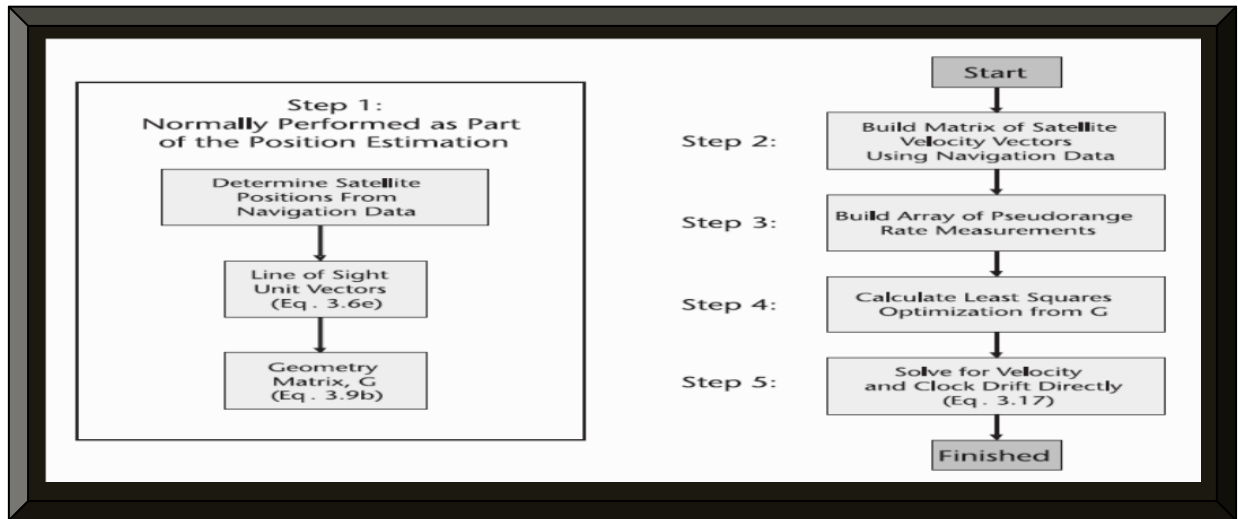 Step 1:
Normally Performed as Part
of the Position Estimation
Determine Satellite
Positions From
Navigation Data
Line of Sight
Unit Vectors
(Eq. 3.6e)
Geometry
Matrix, G
(Eq. 3.9b)
Start
Step 2:
Build Matrix of Satellite
Velocity Vectors
Using Navigation Data
Step 3:
Build Array of Pseudorange
Rate Measurements
Step 4:
Calculate Least Squares
Optimization from G
Step 5:
Solve for Velocity
and Clock Drift Directly
(Eq. 3.17)
Finished